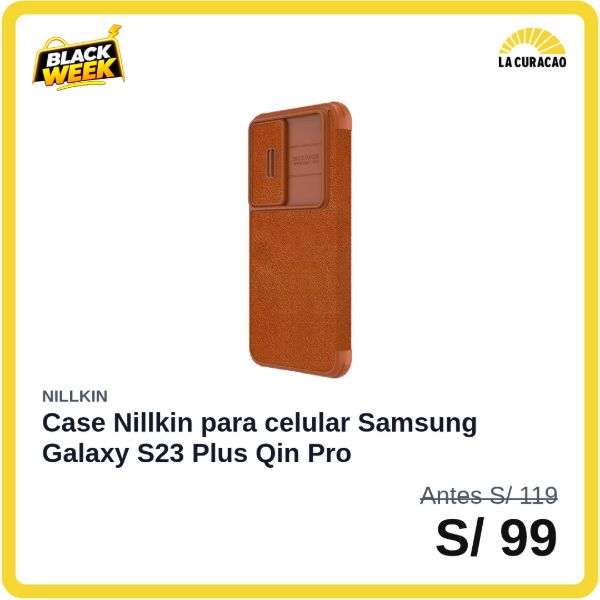 BLACK
WEEK
LA CURACAO
NILLKIN
Case Nillkin para celular Samsung
Galaxy S23 Plus Qin Pro
Antes S/ 119
S/ 99